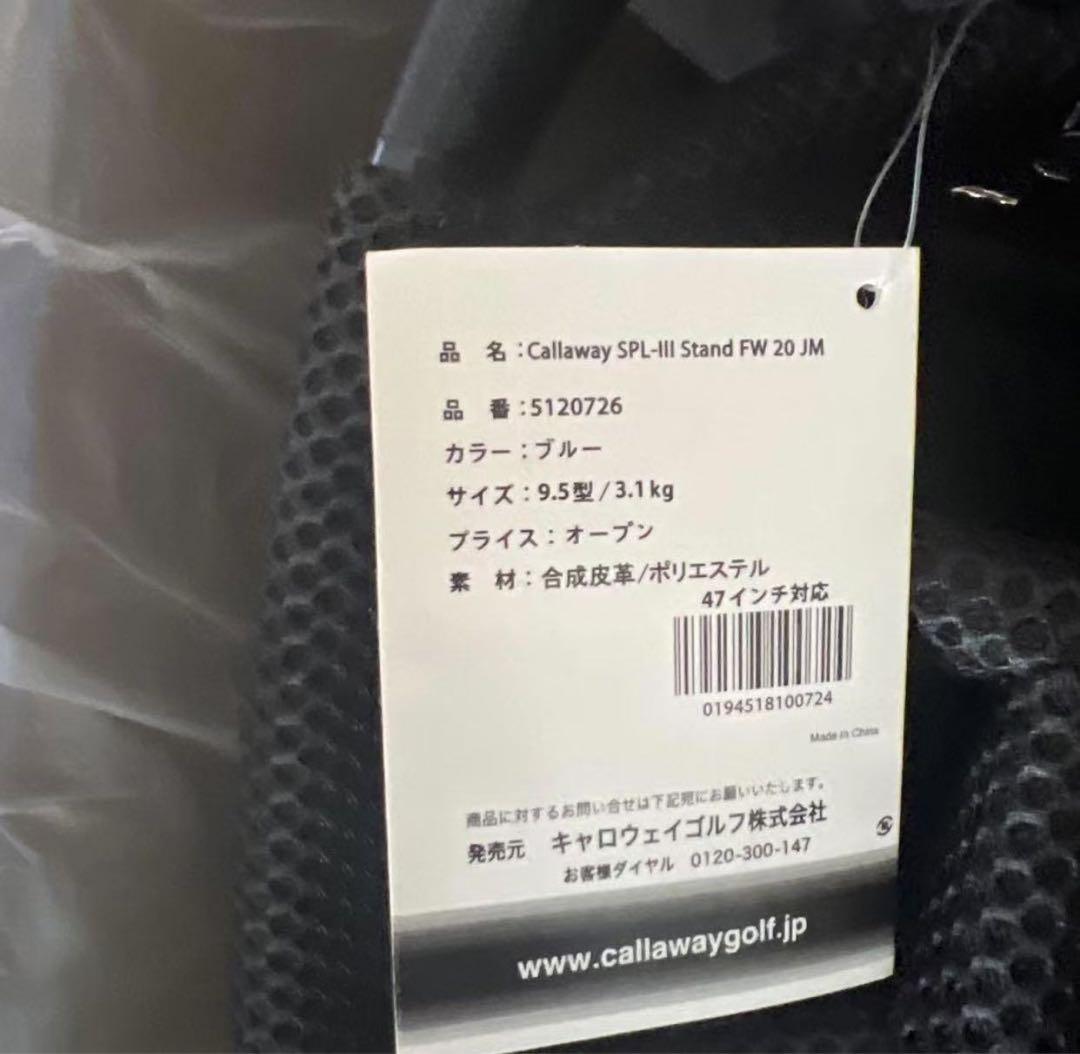 品 名：Callaway SPL-III Stand FW 20 JM
品 番：5120726
カラー：ブルー
サイズ：9.5型 / 3.1kg
プライス：オープン
素 材：合成皮革/ポリエステル
47インチ対応
0194518100724
Made in China
商品に対するお問い合せは下記宛にお願いいたします。
発売元 キャロウェイゴルフ株式会社
お客様ダイヤル 0120-300-147
www.callawaygolf.jp